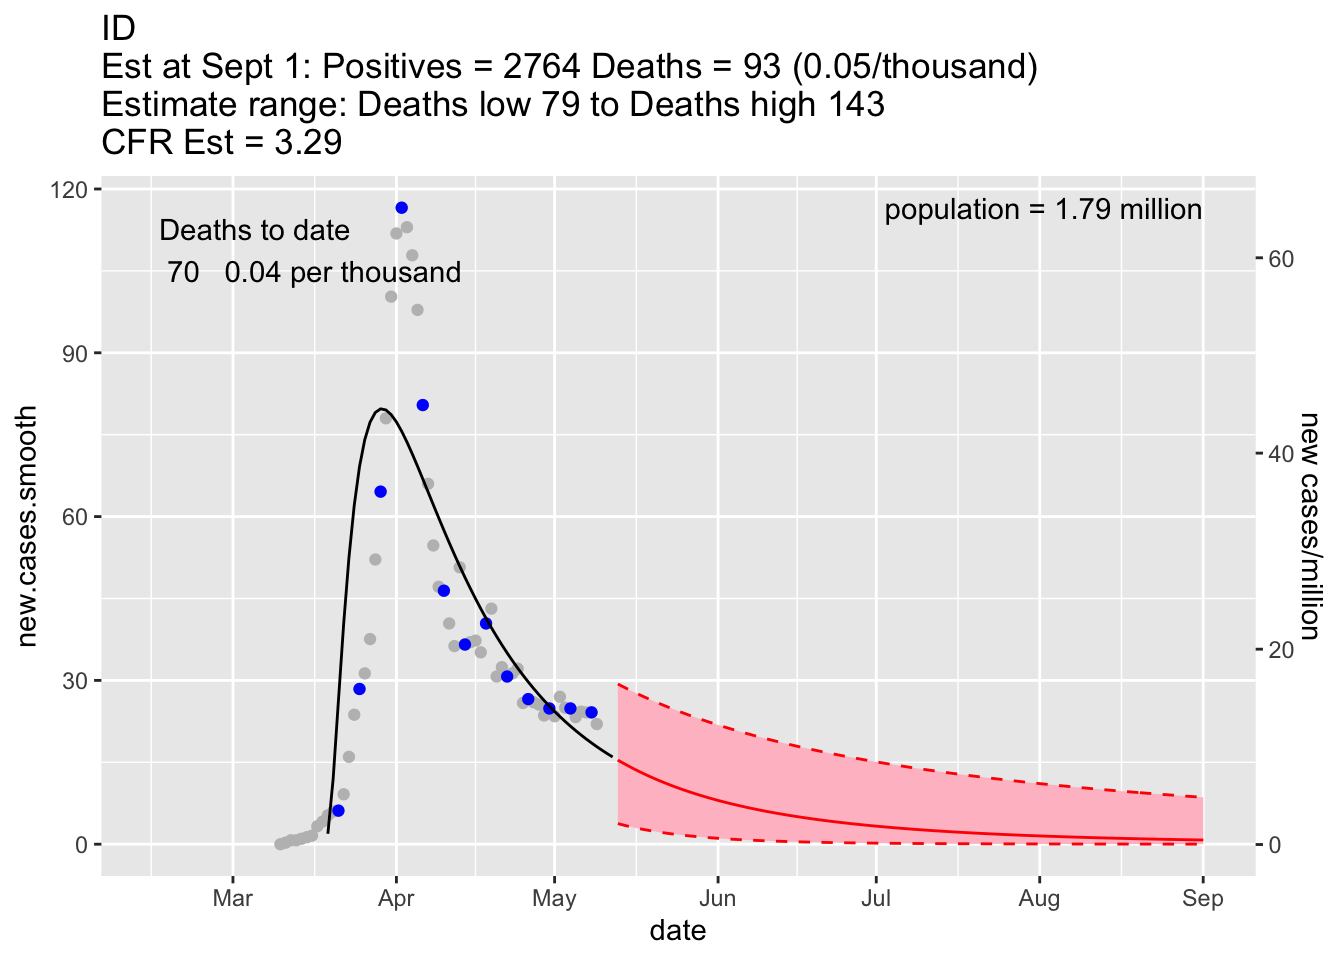 ID
Est at Sept 1: Positives = 2764 Deaths = 93 (0.05/thousand)
Estimate range: Deaths low 79 to Deaths high 143
CFR Est = 3.29
Deaths to date
70 0.04 per thousand
population = 1.79 million
120
90
60
30
0
new.cases.smooth
60
40
20
0
new cases/million
Mar Apr May Jun Jul Aug Sep
date